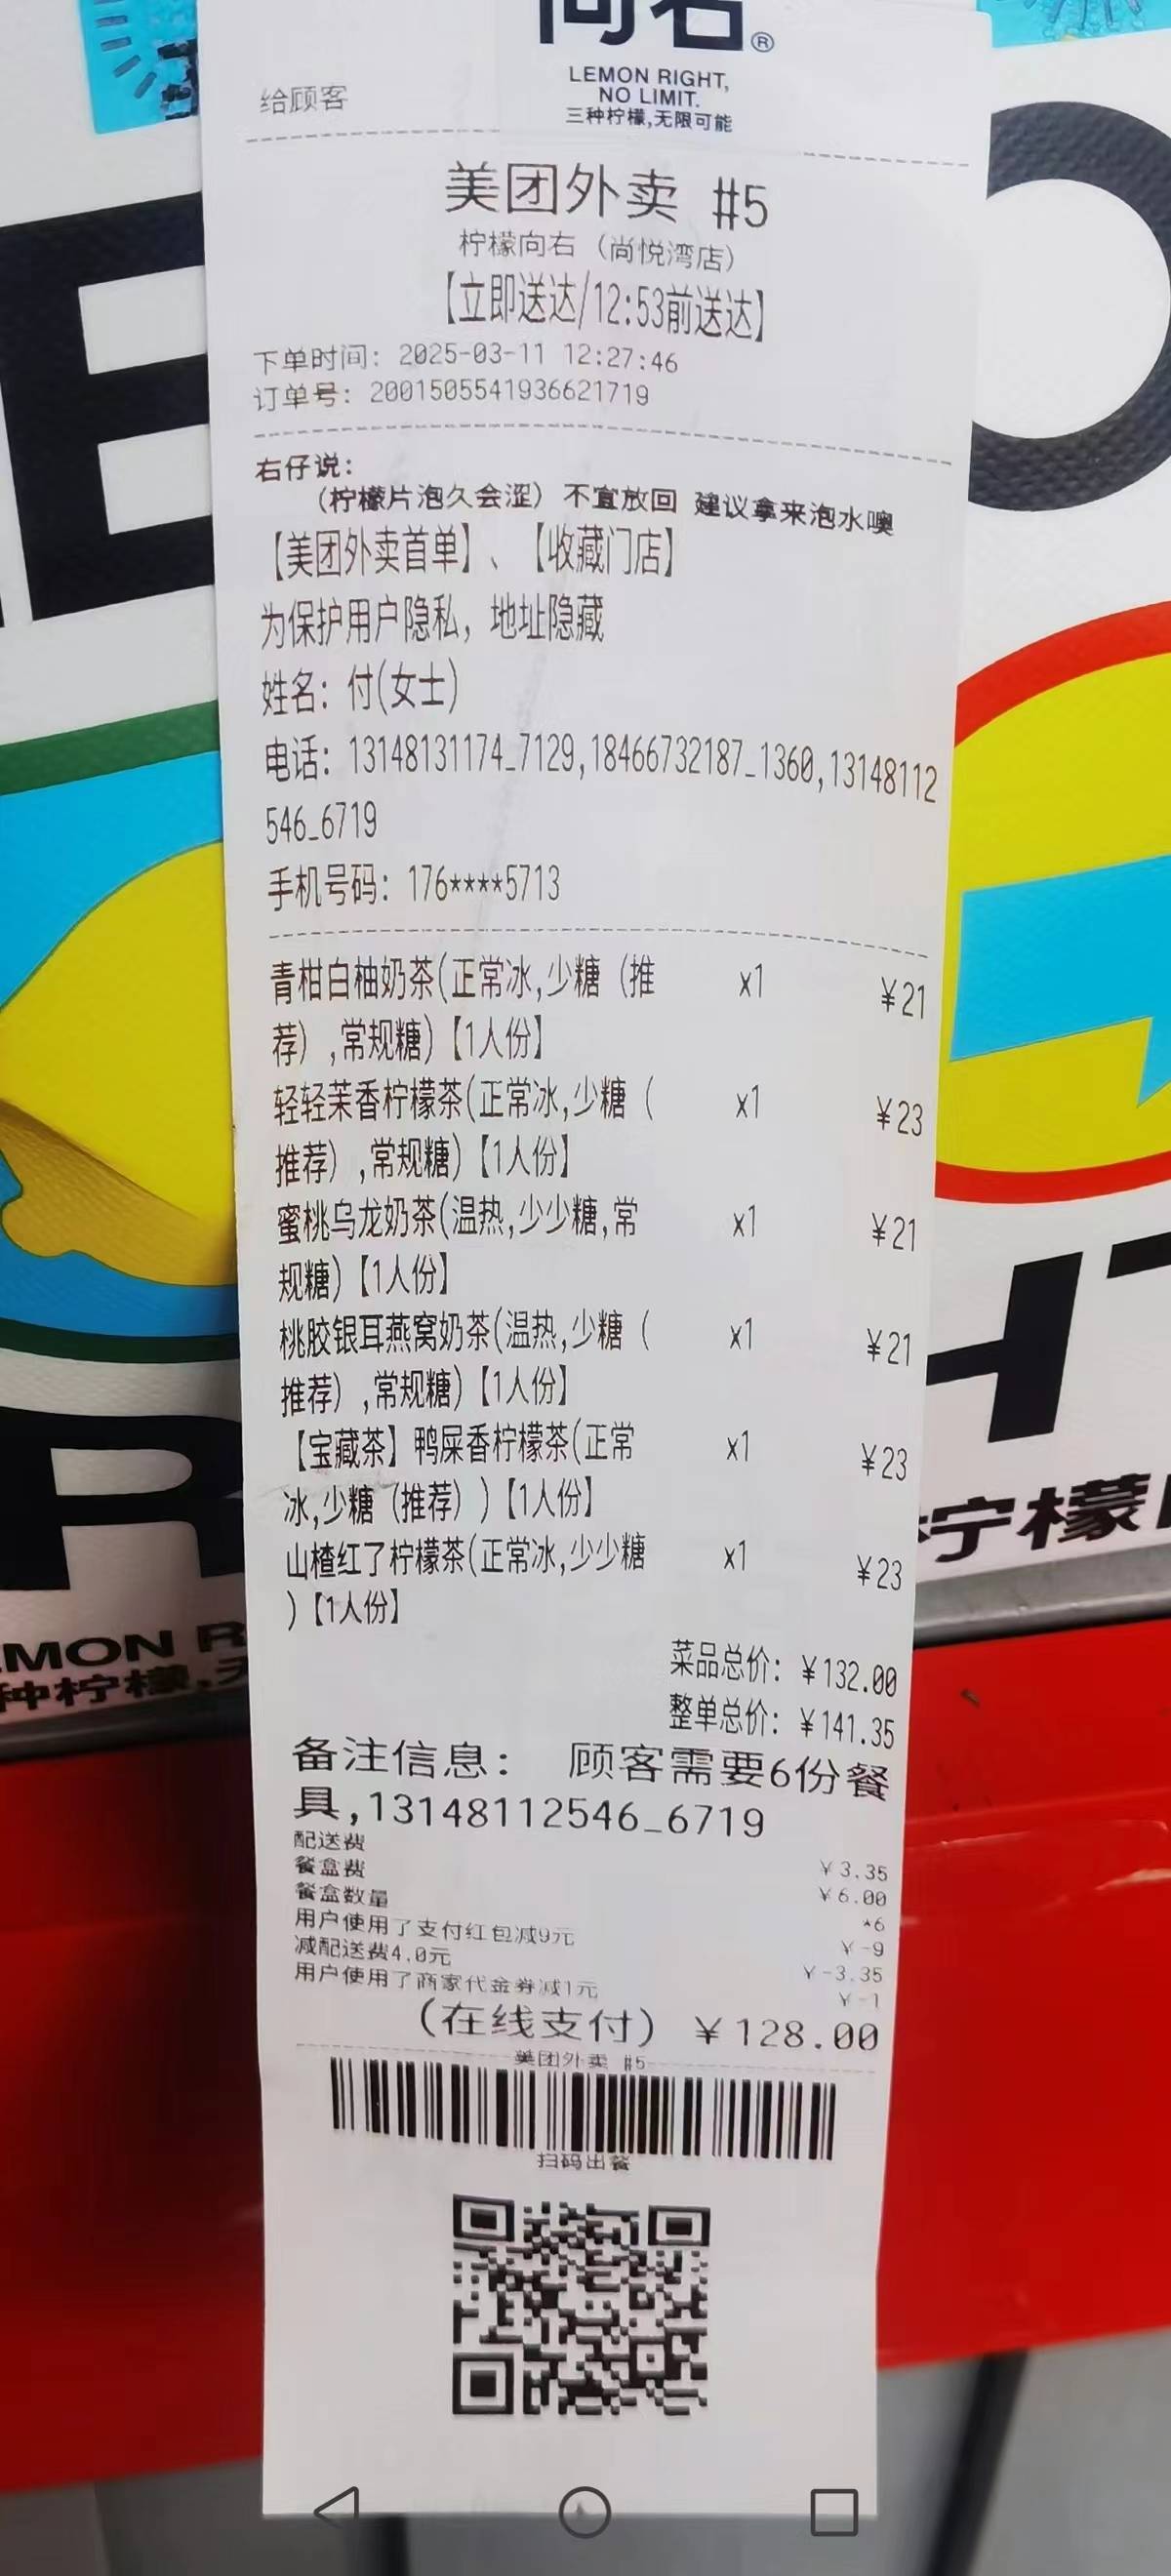 向右®
LEMON RIGHT,
NO LIMIT.
给顾客
三种柠檬,无限可能
美团外卖 #5
柠檬向右（尚悦湾店）
【立即送达/12:53前送达】
下单时间: 2025-03-11 12:27:46
订单号: 2001505541936621719
右仔说:
（柠檬片泡久会涩）不宜放回 建议拿来泡水噢
【美团外卖首单】、【收藏门店】
为保护用户隐私，地址隐藏
姓名: 付(女士)
电话: 13148131174_7129,18466732187_1360,13148112
546_6719
手机号码: 176****5713
青柑白柚奶茶(正常冰,少糖（推 x1 ¥21
荐）,常规糖)【1人份】
轻轻茉香柠檬茶(正常冰,少糖（ x1 ¥23
推荐）,常规糖)【1人份】
蜜桃乌龙奶茶(温热,少少糖,常 x1 ¥21
规糖)【1人份】
桃胶银耳燕窝奶茶(温热,少糖（ x1 ¥21
推荐）,常规糖)【1人份】
【宝藏茶】鸭屎香柠檬茶(正常 x1 ¥23
冰,少糖（推荐）)【1人份】
山楂红了柠檬茶(正常冰,少少糖 x1 ¥23
)【1人份】
菜品总价: ¥132.00
整单总价: ¥141.35
备注信息: 顾客需要6份餐
具,13148112546_6719
配送费 ¥3.35
餐盒费 ¥6.00
餐盒数量 *6
用户使用了支付红包减9元 ¥-9
减配送费4.0元 ¥-3.35
用户使用了商家代金券减1元 ¥-1
(在线支付) ¥128.00
美团外卖 #5
扫码出餐
E
O
R
HT
柠檬
EMON R
种柠檬,无